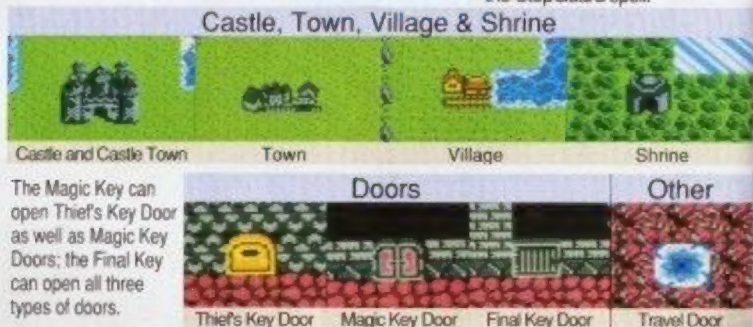 Castle, Town, Village & Shrine
Castle and Castle Town Town Village Shrine
The Magic Key can
open Thief's Key Door
as well as Magic Key
Doors; the Final Key
can open all three
types of doors.
Doors Other
Thief's Key Door Magic Key Door Final Key Door Travel Door